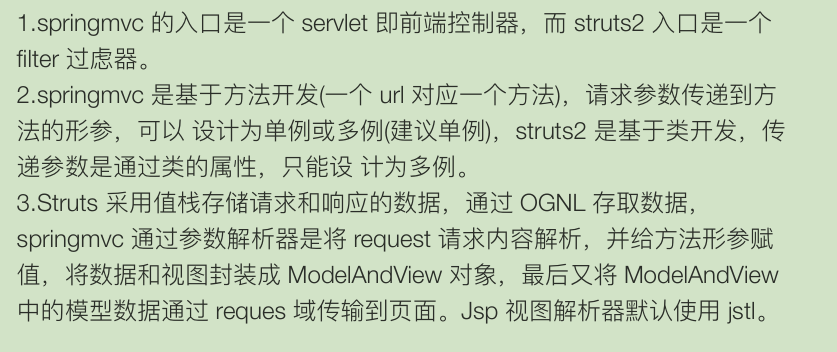 1.springmvc 的入口是一个 servlet 即前端控制器，而 struts2 入口是一个
filter 过虑器。
2.springmvc 是基于方法开发(一个 url 对应一个方法)，请求参数传递到方
法的形参，可以 设计为单例或多例(建议单例)，struts2 是基于类开发，传
递参数是通过类的属性，只能设 计为多例。
3.Struts 采用值栈存储请求和响应的数据，通过 OGNL 存取数据，
springmvc 通过参数解析器是将 request 请求内容解析，并给方法形参赋
值，将数据和视图封装成 ModelAndView 对象，最后又将 ModelAndView
中的模型数据通过 reques 域传输到页面。Jsp 视图解析器默认使用 jstl。